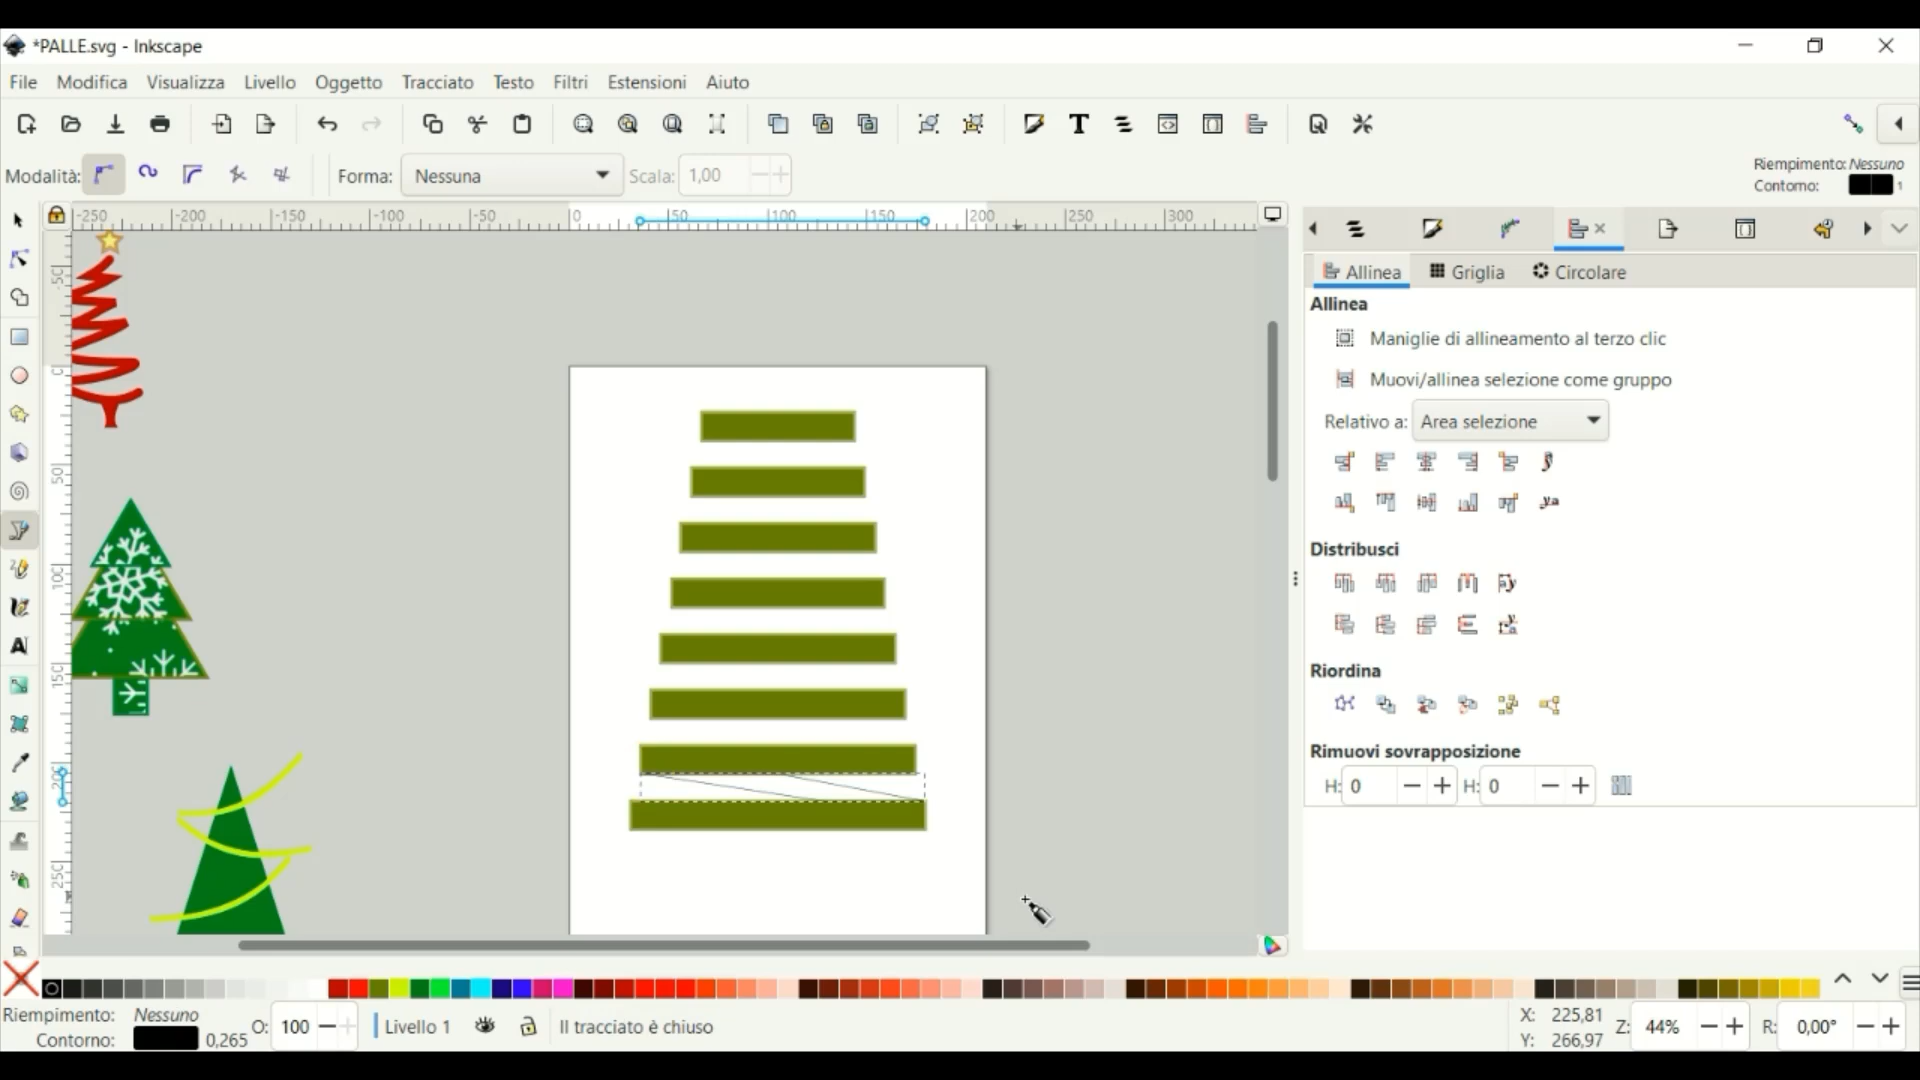 *PALLE.svg - Inkscape
File Modifica Visualizza Livello Oggetto Tracciato Testo Filtri Estensioni Aiuto
Modalità: Forma: Nessuna Scala: 1,00
Riempimento: Nessuno
Contorno: 1
-250 -200 -150 -100 -50 0 50 100 150 200 250 300
Allinea Griglia Circolare
Allinea
Maniglie di allineamento al terzo clic
Muovi/allinea selezione come gruppo
Relativo a: Area selezione
Distribuisci
Riordina
Rimuovi sovrapposizione
H: 0 H: 0
Riempimento: Nessuno
Contorno: 0,265
O: 100
Livello 1
Il tracciato è chiuso
X: 225,81
Y: 266,97
Z: 44%
R: 0,00°